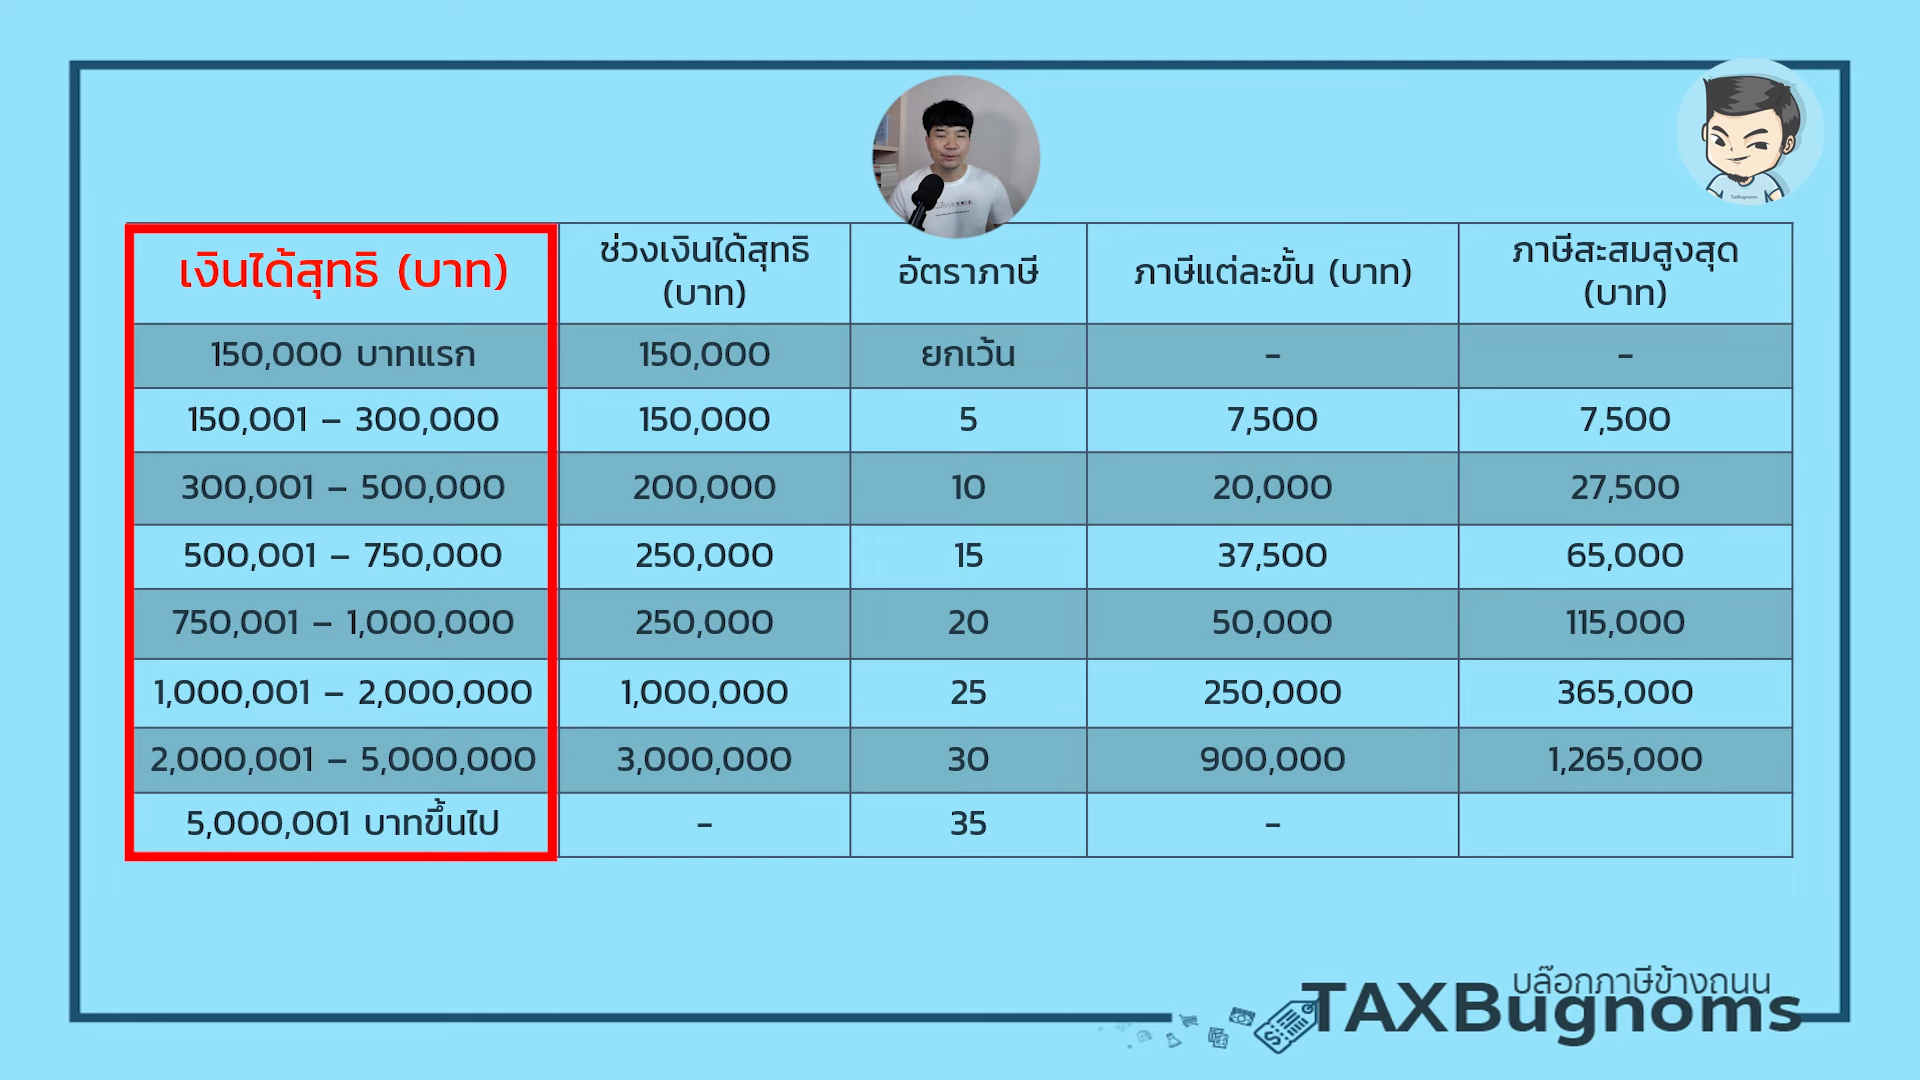 เงินได้สุทธิ (บาท)
ช่วงเงินได้สุทธิ
(บาท)
อัตราภาษี
ภาษีแต่ละขั้น (บาท)
ภาษีสะสมสูงสุด
(บาท)
150,000 บาทแรก
150,000
ยกเว้น
-
-
150,001 – 300,000
150,000
5
7,500
7,500
300,001 – 500,000
200,000
10
20,000
27,500
500,001 – 750,000
250,000
15
37,500
65,000
750,001 – 1,000,000
250,000
20
50,000
115,000
1,000,001 – 2,000,000
1,000,000
25
250,000
365,000
2,000,001 – 5,000,000
3,000,000
30
900,000
1,265,000
5,000,001 บาทขึ้นไป
-
35
-
บล๊อกภาษีข้างถนน
TAXBugnoms